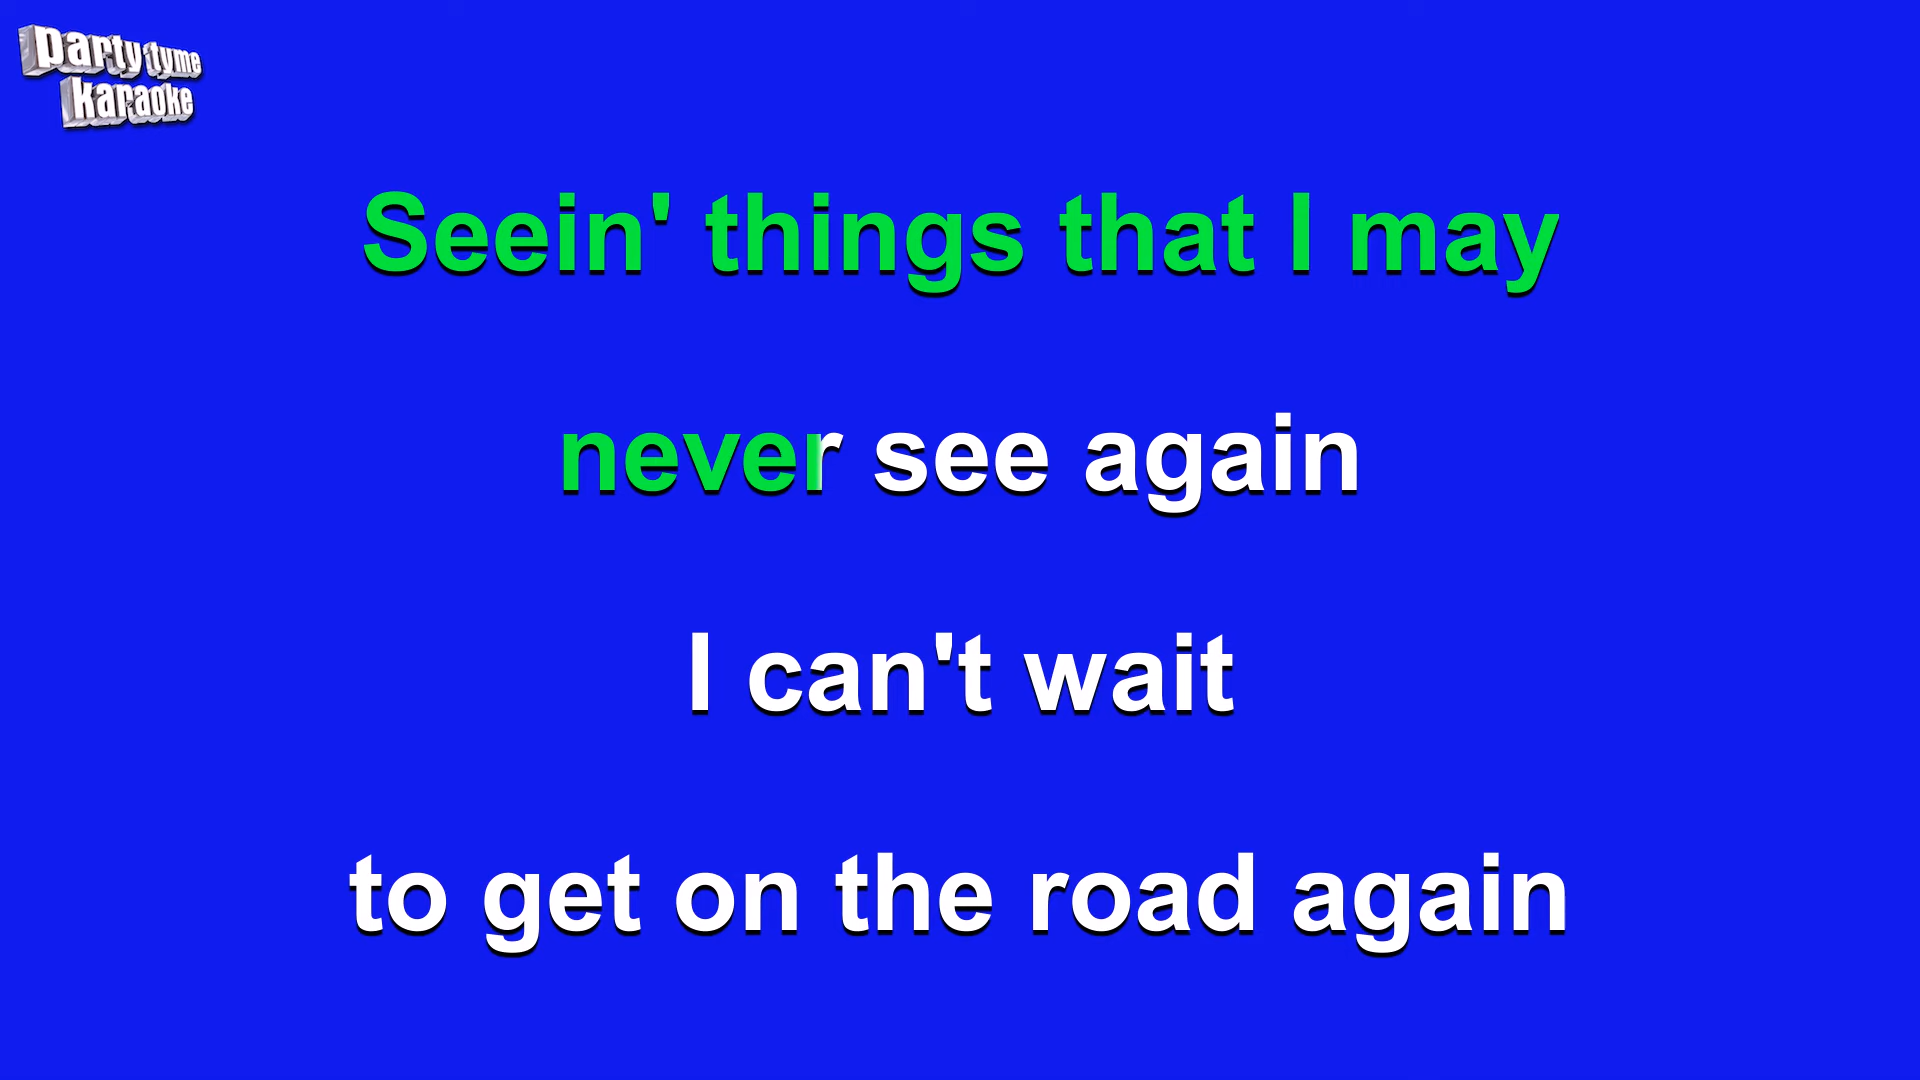 party tyme
karaoke
Seein' things that I may
never see again
I can't wait
to get on the road again